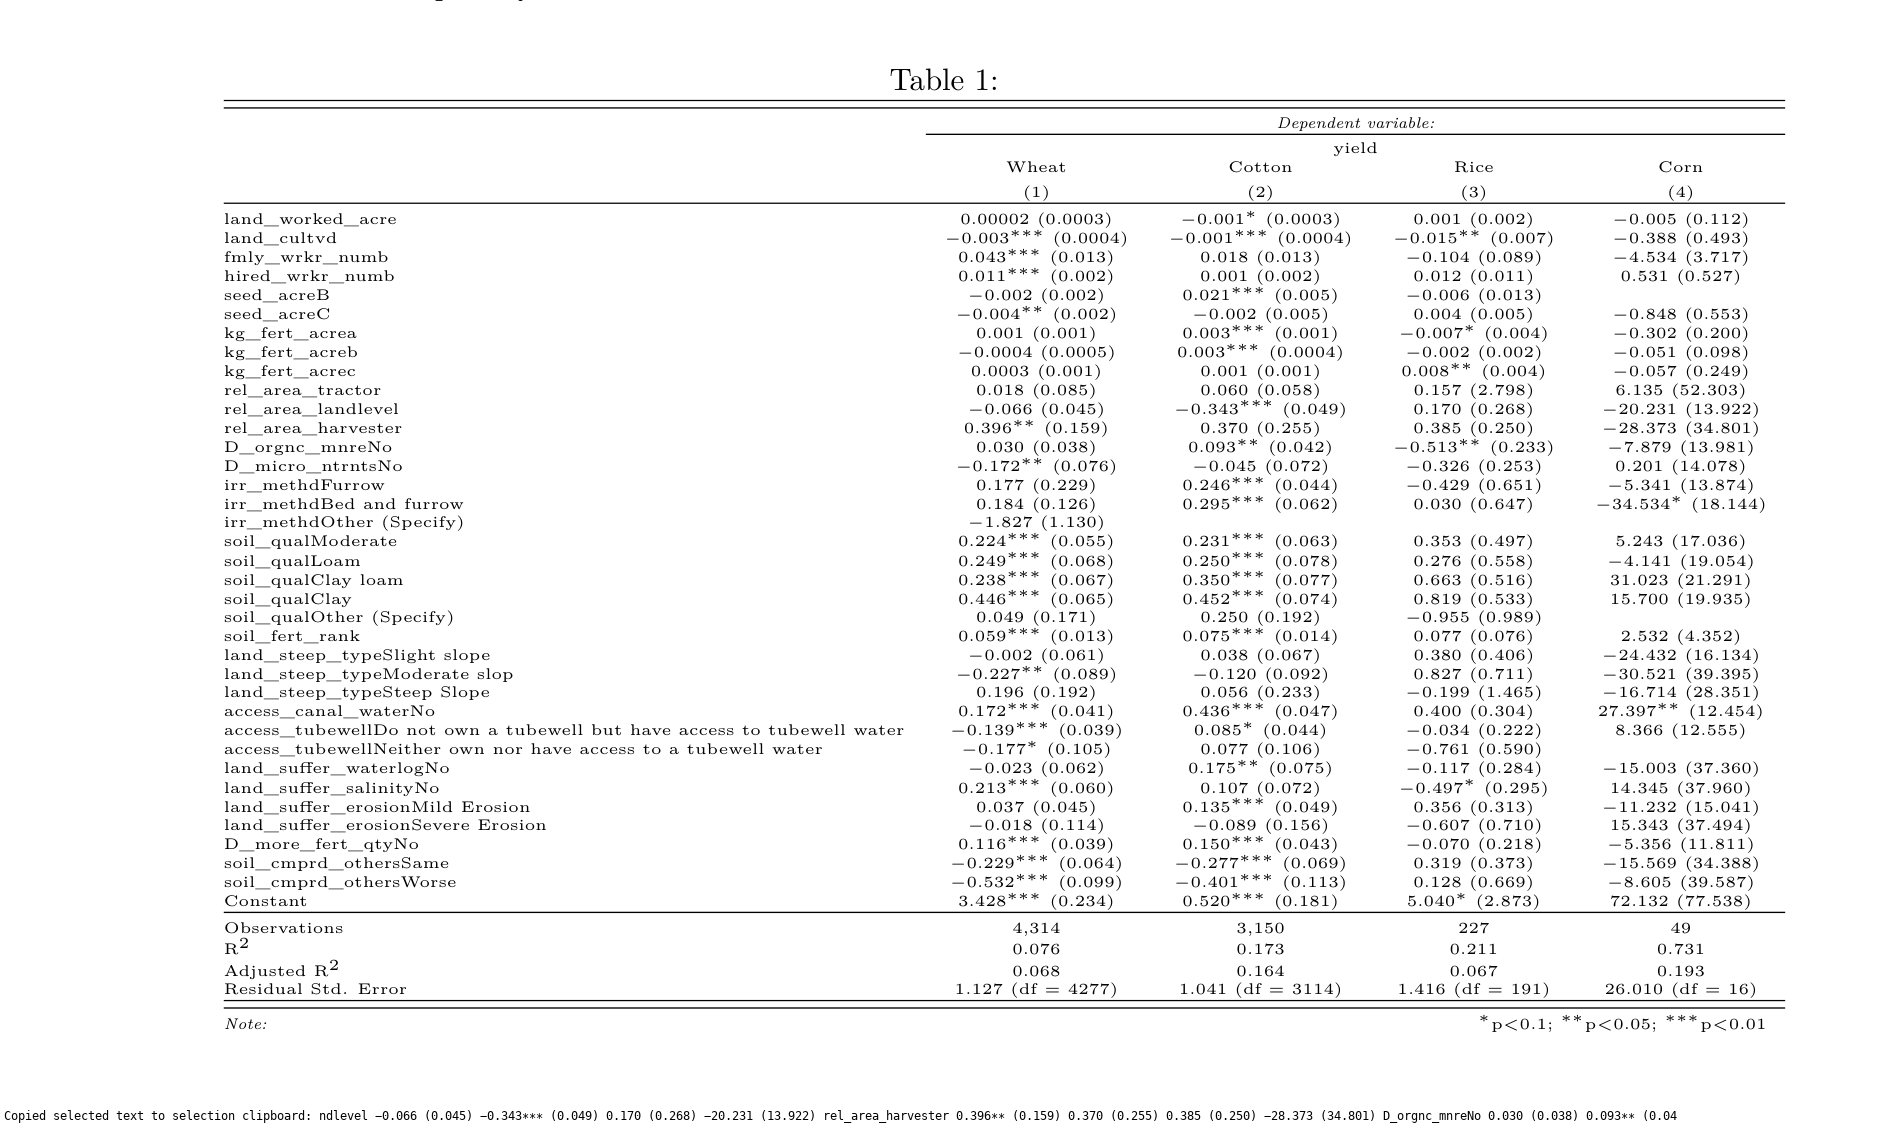 Table 1:
Dependent variable:
yield
Wheat Cotton Rice Corn
(1) (2) (3) (4)
land_worked_acre 0.00002 (0.0003) −0.001* (0.0003) 0.001 (0.002) −0.005 (0.112)
land_cultvd −0.003*** (0.0004) −0.001*** (0.0004) −0.015** (0.007) −0.388 (0.493)
fmly_wrkr_numb 0.043*** (0.013) 0.018 (0.013) −0.104 (0.089) −4.534 (3.717)
hired_wrkr_numb 0.011*** (0.002) 0.001 (0.002) 0.012 (0.011) 0.531 (0.527)
seed_acreB −0.002 (0.002) 0.021*** (0.005) −0.006 (0.013)
seed_acreC −0.004** (0.002) −0.002 (0.005) 0.004 (0.005) −0.848 (0.553)
kg_fert_acrea 0.001 (0.001) 0.003*** (0.001) −0.007* (0.004) −0.302 (0.200)
kg_fert_acreb −0.0004 (0.0005) 0.003*** (0.0004) −0.002 (0.002) −0.051 (0.098)
kg_fert_acrec 0.0003 (0.001) 0.001 (0.001) 0.008** (0.004) −0.057 (0.249)
rel_area_tractor 0.018 (0.085) 0.060 (0.058) 0.157 (2.798) 6.135 (52.303)
rel_area_landlevel −0.066 (0.045) −0.343*** (0.049) 0.170 (0.268) −20.231 (13.922)
rel_area_harvester 0.396** (0.159) 0.370 (0.255) 0.385 (0.250) −28.373 (34.801)
D_orgnc_mnreNo 0.030 (0.038) 0.093** (0.042) −0.513** (0.233) −7.879 (13.981)
D_micro_ntrntsNo −0.172** (0.076) −0.045 (0.072) −0.326 (0.253) 0.201 (14.078)
irr_methdFurrow 0.177 (0.229) 0.246*** (0.044) −0.429 (0.651) −5.341 (13.874)
irr_methdBed and furrow 0.184 (0.126) 0.295*** (0.062) 0.030 (0.647) −34.534* (18.144)
irr_methdOther (Specify) −1.827 (1.130)
soil_qualModerate 0.224*** (0.055) 0.231*** (0.063) 0.353 (0.497) 5.243 (17.036)
soil_qualLoam 0.249*** (0.068) 0.250*** (0.078) 0.276 (0.558) −4.141 (19.054)
soil_qualClay loam 0.238*** (0.067) 0.350*** (0.077) 0.663 (0.516) 31.023 (21.291)
soil_qualClay 0.446*** (0.065) 0.452*** (0.074) 0.819 (0.533) 15.700 (19.935)
soil_qualOther (Specify) 0.049 (0.171) 0.250 (0.192) −0.955 (0.989)
soil_fert_rank 0.059*** (0.013) 0.075*** (0.014) 0.077 (0.076) 2.532 (4.352)
land_steep_typeSlight slope −0.002 (0.061) 0.038 (0.067) 0.380 (0.406) −24.432 (16.134)
land_steep_typeModerate slop −0.227** (0.089) −0.120 (0.092) 0.827 (0.711) −30.521 (39.395)
land_steep_typeSteep Slope 0.196 (0.192) 0.056 (0.233) −0.199 (1.465) −16.714 (28.351)
access_canal_waterNo 0.172*** (0.041) 0.436*** (0.047) 0.400 (0.304) 27.397** (12.454)
access_tubewellDo not own a tubewell but have access to tubewell water −0.139*** (0.039) 0.085* (0.044) −0.034 (0.222) 8.366 (12.555)
access_tubewellNeither own nor have access to a tubewell water −0.177* (0.105) 0.077 (0.106) −0.761 (0.590)
land_suffer_waterlogNo −0.023 (0.062) 0.175** (0.075) −0.117 (0.284) −15.003 (37.360)
land_suffer_salinityNo 0.213*** (0.060) 0.107 (0.072) −0.497* (0.295) 14.345 (37.960)
land_suffer_erosionMild Erosion 0.037 (0.045) 0.135*** (0.049) 0.356 (0.313) −11.232 (15.041)
land_suffer_erosionSevere Erosion −0.018 (0.114) −0.089 (0.156) −0.607 (0.710) 15.343 (37.494)
D_more_fert_qtyNo 0.116*** (0.039) 0.150*** (0.043) −0.070 (0.218) −5.356 (11.811)
soil_cmprd_othersSame −0.229*** (0.064) −0.277*** (0.069) 0.319 (0.373) −15.569 (34.388)
soil_cmprd_othersWorse −0.532*** (0.099) −0.401*** (0.113) 0.128 (0.669) −8.605 (39.587)
Constant 3.428*** (0.234) 0.520*** (0.181) 5.040* (2.873) 72.132 (77.538)
Observations 4,314 3,150 227 49
R2 0.076 0.173 0.211 0.731
Adjusted R2 0.068 0.164 0.067 0.193
Residual Std. Error 1.127 (df = 4277) 1.041 (df = 3114) 1.416 (df = 191) 26.010 (df = 16)
Note: *p<0.1; **p<0.05; ***p<0.01
Copied selected text to selection clipboard: ndlevel −0.066 (0.045) −0.343∗∗∗ (0.049) 0.170 (0.268) −20.231 (13.922) rel_area_harvester 0.396∗∗ (0.159) 0.370 (0.255) 0.385 (0.250) −28.373 (34.801) D_orgnc_mnreNo 0.030 (0.038) 0.093∗∗ (0.04